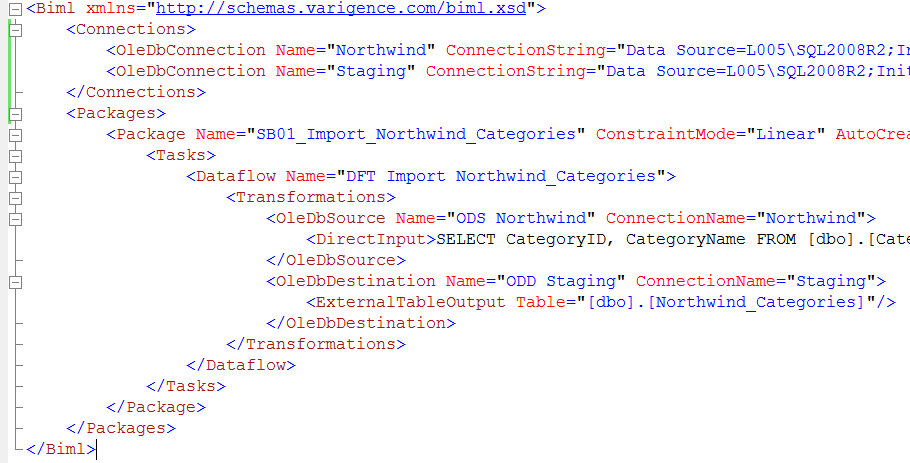 <Biml xmlns="http://schemas.varigence.com/biml.xsd">
<Connections>
<OleDbConnection Name="Northwind" ConnectionString="Data Source=L005\SQL2008R2;In
<OleDbConnection Name="Staging" ConnectionString="Data Source=L005\SQL2008R2;Init
</Connections>
<Packages>
<Package Name="SB01_Import_Northwind_Categories" ConstraintMode="Linear" AutoCrea
<Tasks>
<Dataflow Name="DFT Import Northwind_Categories">
<Transformations>
<OleDbSource Name="ODS Northwind" ConnectionName="Northwind">
<DirectInput>SELECT CategoryID, CategoryName FROM [dbo].[Cate
</OleDbSource>
<OleDbDestination Name="ODD Staging" ConnectionName="Staging">
<ExternalTableOutput Table="[dbo].[Northwind_Categories]"/>
</OleDbDestination>
</Transformations>
</Dataflow>
</Tasks>
</Package>
</Packages>
</Biml>